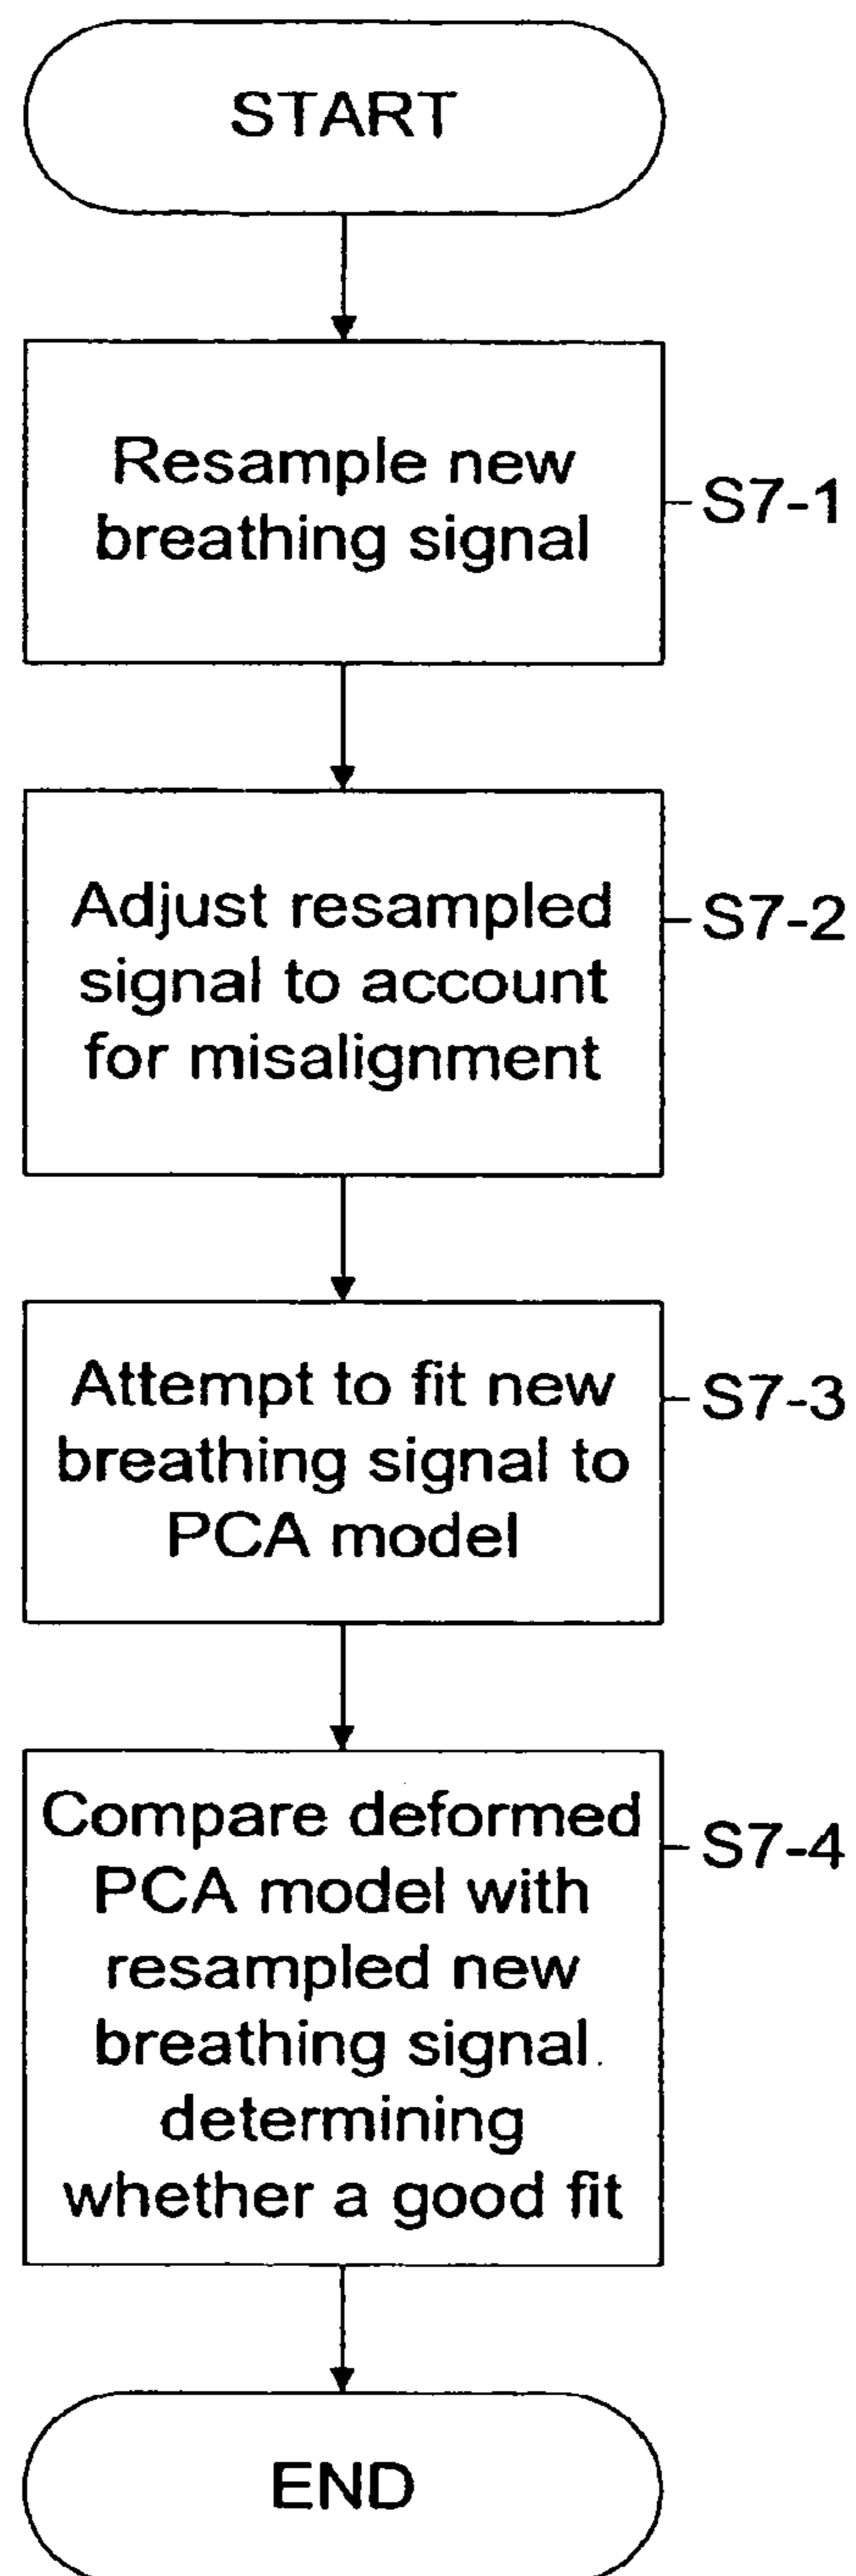 START
Resample new
breathing signal
S7-1
Adjust resampled
signal to account
for misalignment
S7-2
Attempt to fit new
breathing signal to
PCA model
S7-3
Compare deformed
PCA model with
resampled new
breathing signal
determining
whether a good fit
S7-4
END